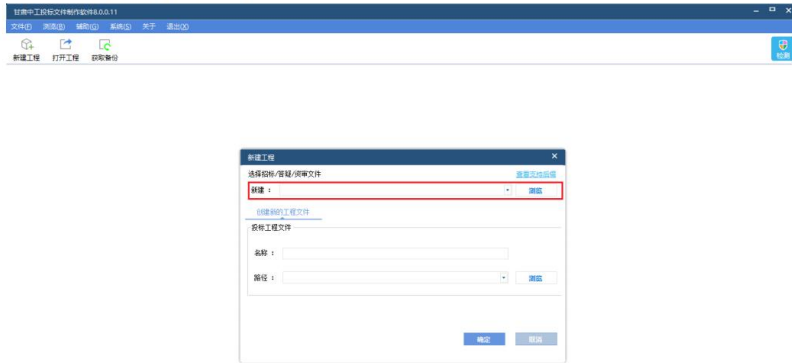 甘肃中工投标文件制作软件8.0.0.11
文件(F) 浏览(B) 辅助(G) 系统(S) 关于 退出(X)
新建工程 打开工程 获取备份 检测
新建工程
选择招标/答疑/资审文件
新建： 浏览
创建新的工程文件
投标工程文件
名称：
路径： 浏览
确定 取消